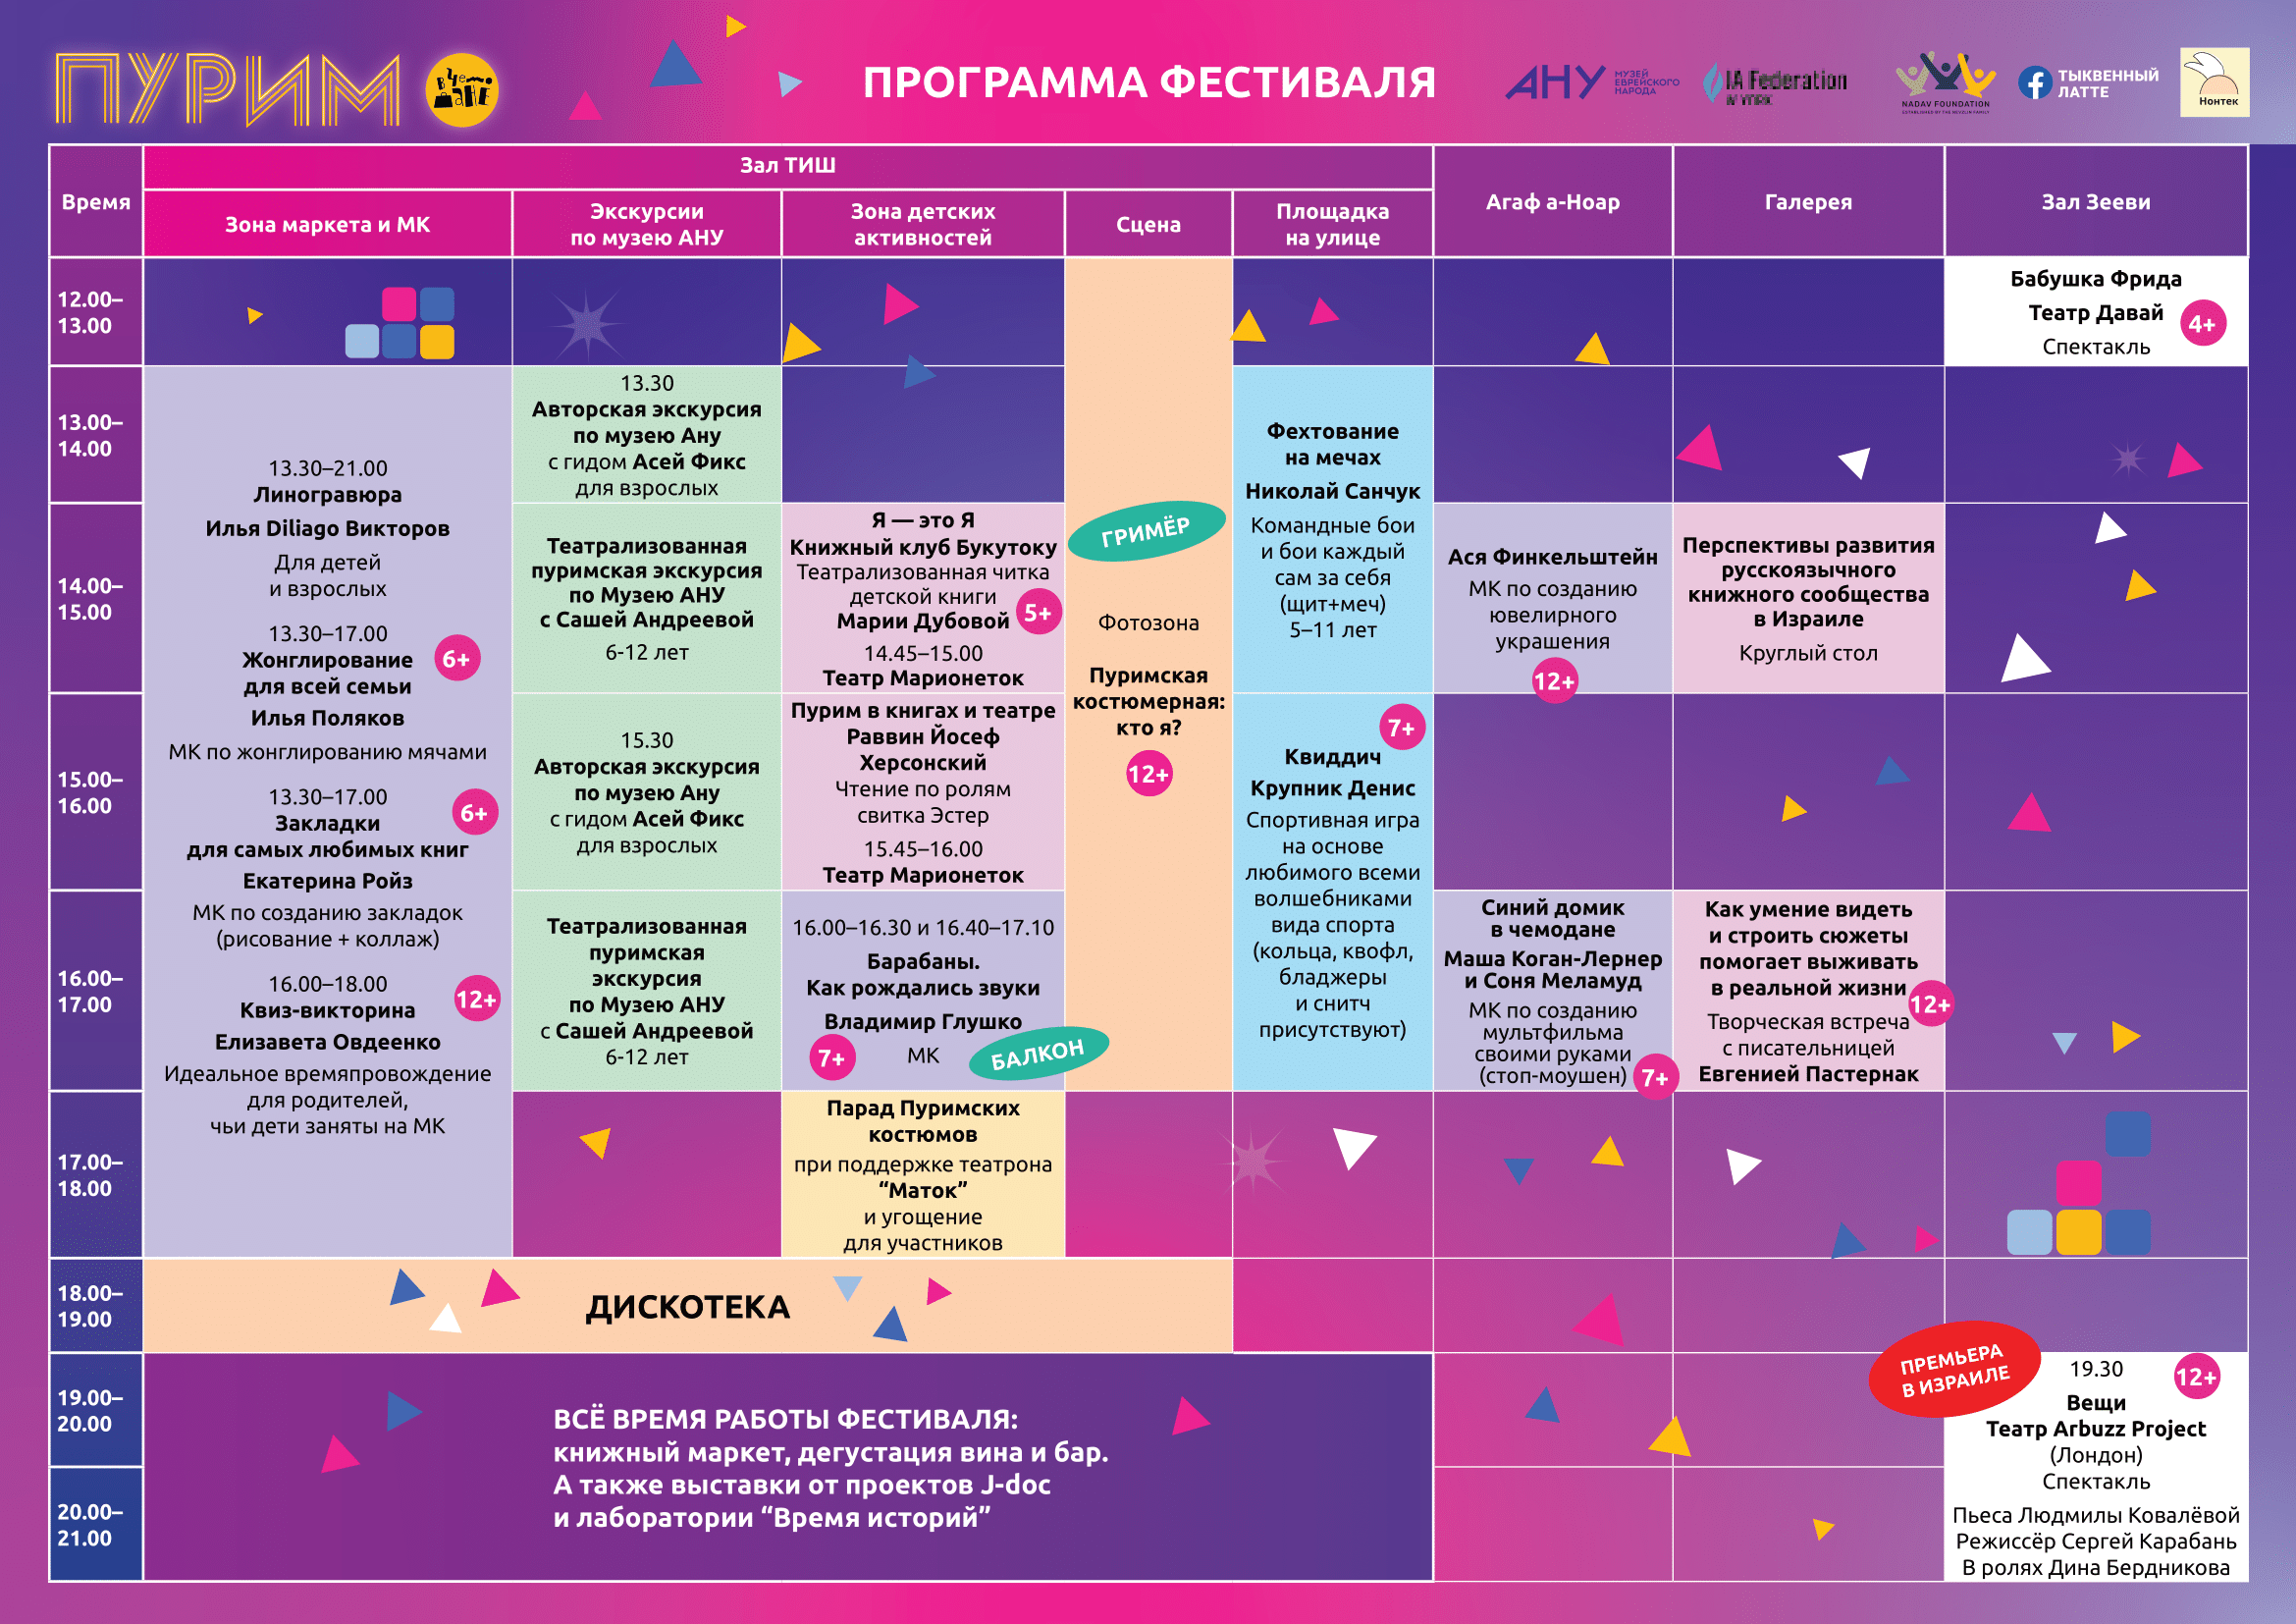 ПУРИМ
в чемодане
ПРОГРАММА ФЕСТИВАЛЯ
АНУ
МУЗЕЙ
ЕВРЕЙСКОГО
НАРОДА
IA Federation
NADAV FOUNDATION
ТЫКВЕННЫЙ
ЛАТТЕ
Нонтек
Время
Зал ТИШ
Зона маркета и МК
Экскурсии
по музею АНУ
Зона детских
активностей
Сцена
Площадка
на улице
Агаф а-Ноар
Галерея
Зал Зееви
12.00–
13.00
Бабушка Фрида
Театр Давай
4+
Спектакль
13.00–
14.00
14.00–
15.00
15.00–
16.00
16.00–
17.00
17.00–
18.00
13.30–21.00
Линогравюра
Илья Diliago Викторов
Для детей
и взрослых
13.30–17.00
Жонглирование
для всей семьи
6+
Илья Поляков
МК по жонглированию мячами
13.30–17.00
Закладки
для самых любимых книг
6+
Екатерина Ройз
МК по созданию закладок
(рисование + коллаж)
16.00–18.00
Квиз-викторина
12+
Елизавета Овдеенко
Идеальное времяпровождение
для родителей,
чьи дети заняты на МК
13.30
Авторская экскурсия
по музею Ану
с гидом Асей Фикс
для взрослых
Театрализованная
пуримская экскурсия
по Музею АНУ
с Сашей Андреевой
6-12 лет
15.30
Авторская экскурсия
по музею Ану
с гидом Асей Фикс
для взрослых
Театрализованная
пуримская
экскурсия
по Музею АНУ
с Сашей Андреевой
6-12 лет
Я — это Я
Книжный клуб Букутоку
Театрализованная читка
детской книги
Марии Дубовой
5+
14.45–15.00
Театр Марионеток
Пурим в книгах и театре
Раввин Йосеф
Херсонский
Чтение по ролям
свитка Эстер
15.45–16.00
Театр Марионеток
16.00–16.30 и 16.40–17.10
Барабаны.
Как рождались звуки
Владимир Глушко
7+
МК
БАЛКОН
Парад Пуримских
костюмов
при поддержке театрона
“Маток”
и угощение
для участников
ГРИМЁР
Фотозона
Пуримская
костюмерная:
кто я?
12+
Фехтование
на мечах
Николай Санчук
Командные бои
и бои каждый
сам за себя
(щит+меч)
5–11 лет
7+
Квиддич
Крупник Денис
Спортивная игра
на основе
любимого всеми
волшебниками
вида спорта
(кольца, квофл,
бладжеры
и снитч
присутствуют)
Ася Финкельштейн
МК по созданию
ювелирного
украшения
12+
Синий домик
в чемодане
Маша Коган-Лернер
и Соня Меламуд
МК по созданию
мультфильма
своими руками
(стоп-моушен)
7+
Перспективы развития
русскоязычного
книжного сообщества
в Израиле
Круглый стол
Как умение видеть
и строить сюжеты
помогает выживать
в реальной жизни
12+
Творческая встреча
с писательницей
Евгенией Пастернак
18.00–
19.00
ДИСКОТЕКА
19.00–
20.00
20.00–
21.00
ВСЁ ВРЕМЯ РАБОТЫ ФЕСТИВАЛЯ:
книжный маркет, дегустация вина и бар.
А также выставки от проектов J-doc
и лаборатории “Время историй”
ПРЕМЬЕРА
В ИЗРАИЛЕ
19.30
12+
Вещи
Театр Arbuzz Project
(Лондон)
Спектакль
Пьеса Людмилы Ковалёвой
Режиссёр Сергей Карабань
В ролях Дина Бердникова